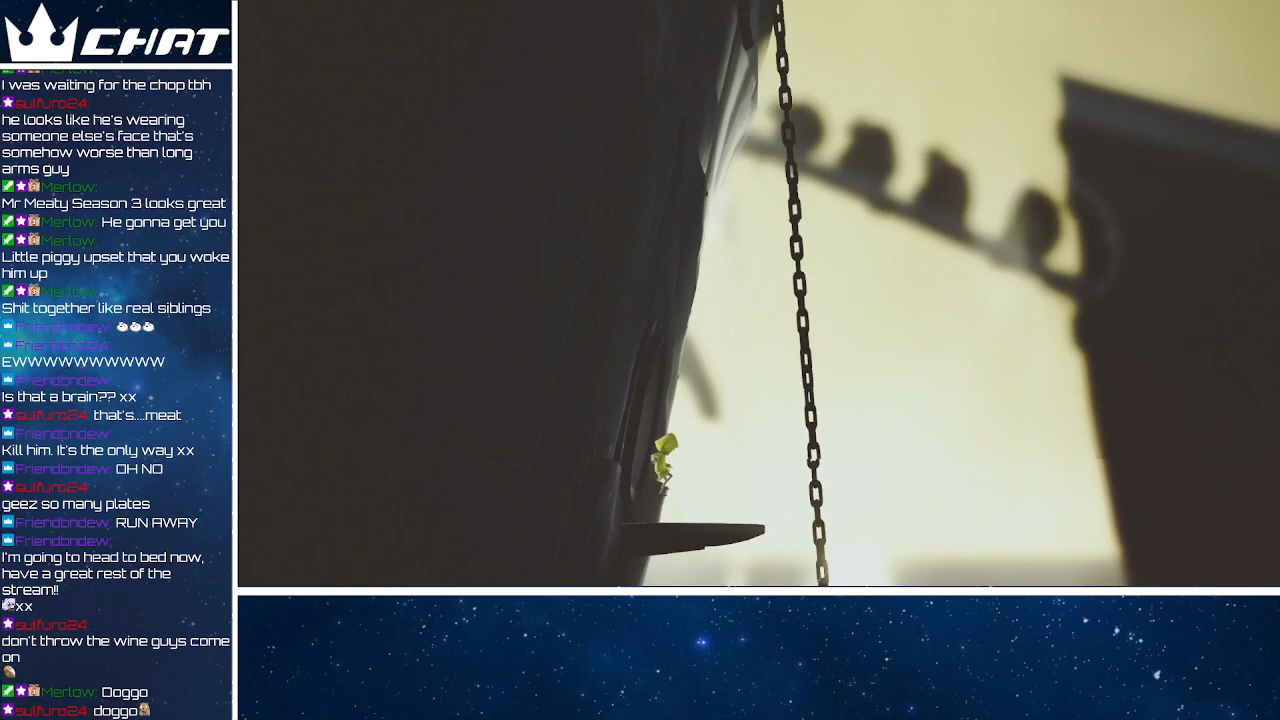 CHAT
Merlow:
I was waiting for the chop tbh
sulfuro24:
he looks like he's wearing
someone else's face that's
somehow worse than long
arms guy
Merlow:
Mr Meaty Season 3 looks great
Merlow: He gonna get you
Merlow:
Little piggy upset that you woke
him up
Merlow:
Shit together like real siblings
Friendbndew:
Friendbndew:
EWWWWWWWWWW
Friendbndew:
Is that a brain?? xx
sulfuro24: that's....meat
Friendbndew:
Kill him. It's the only way xx
Friendbndew: OH NO
sulfuro24:
geez so many plates
Friendbndew: RUN AWAY
Friendbndew:
I'm going to head to bed now,
have a great rest of the
stream!!
xx
sulfuro24:
don't throw the wine guys come
on
Merlow: Doggo
sulfuro24: doggo